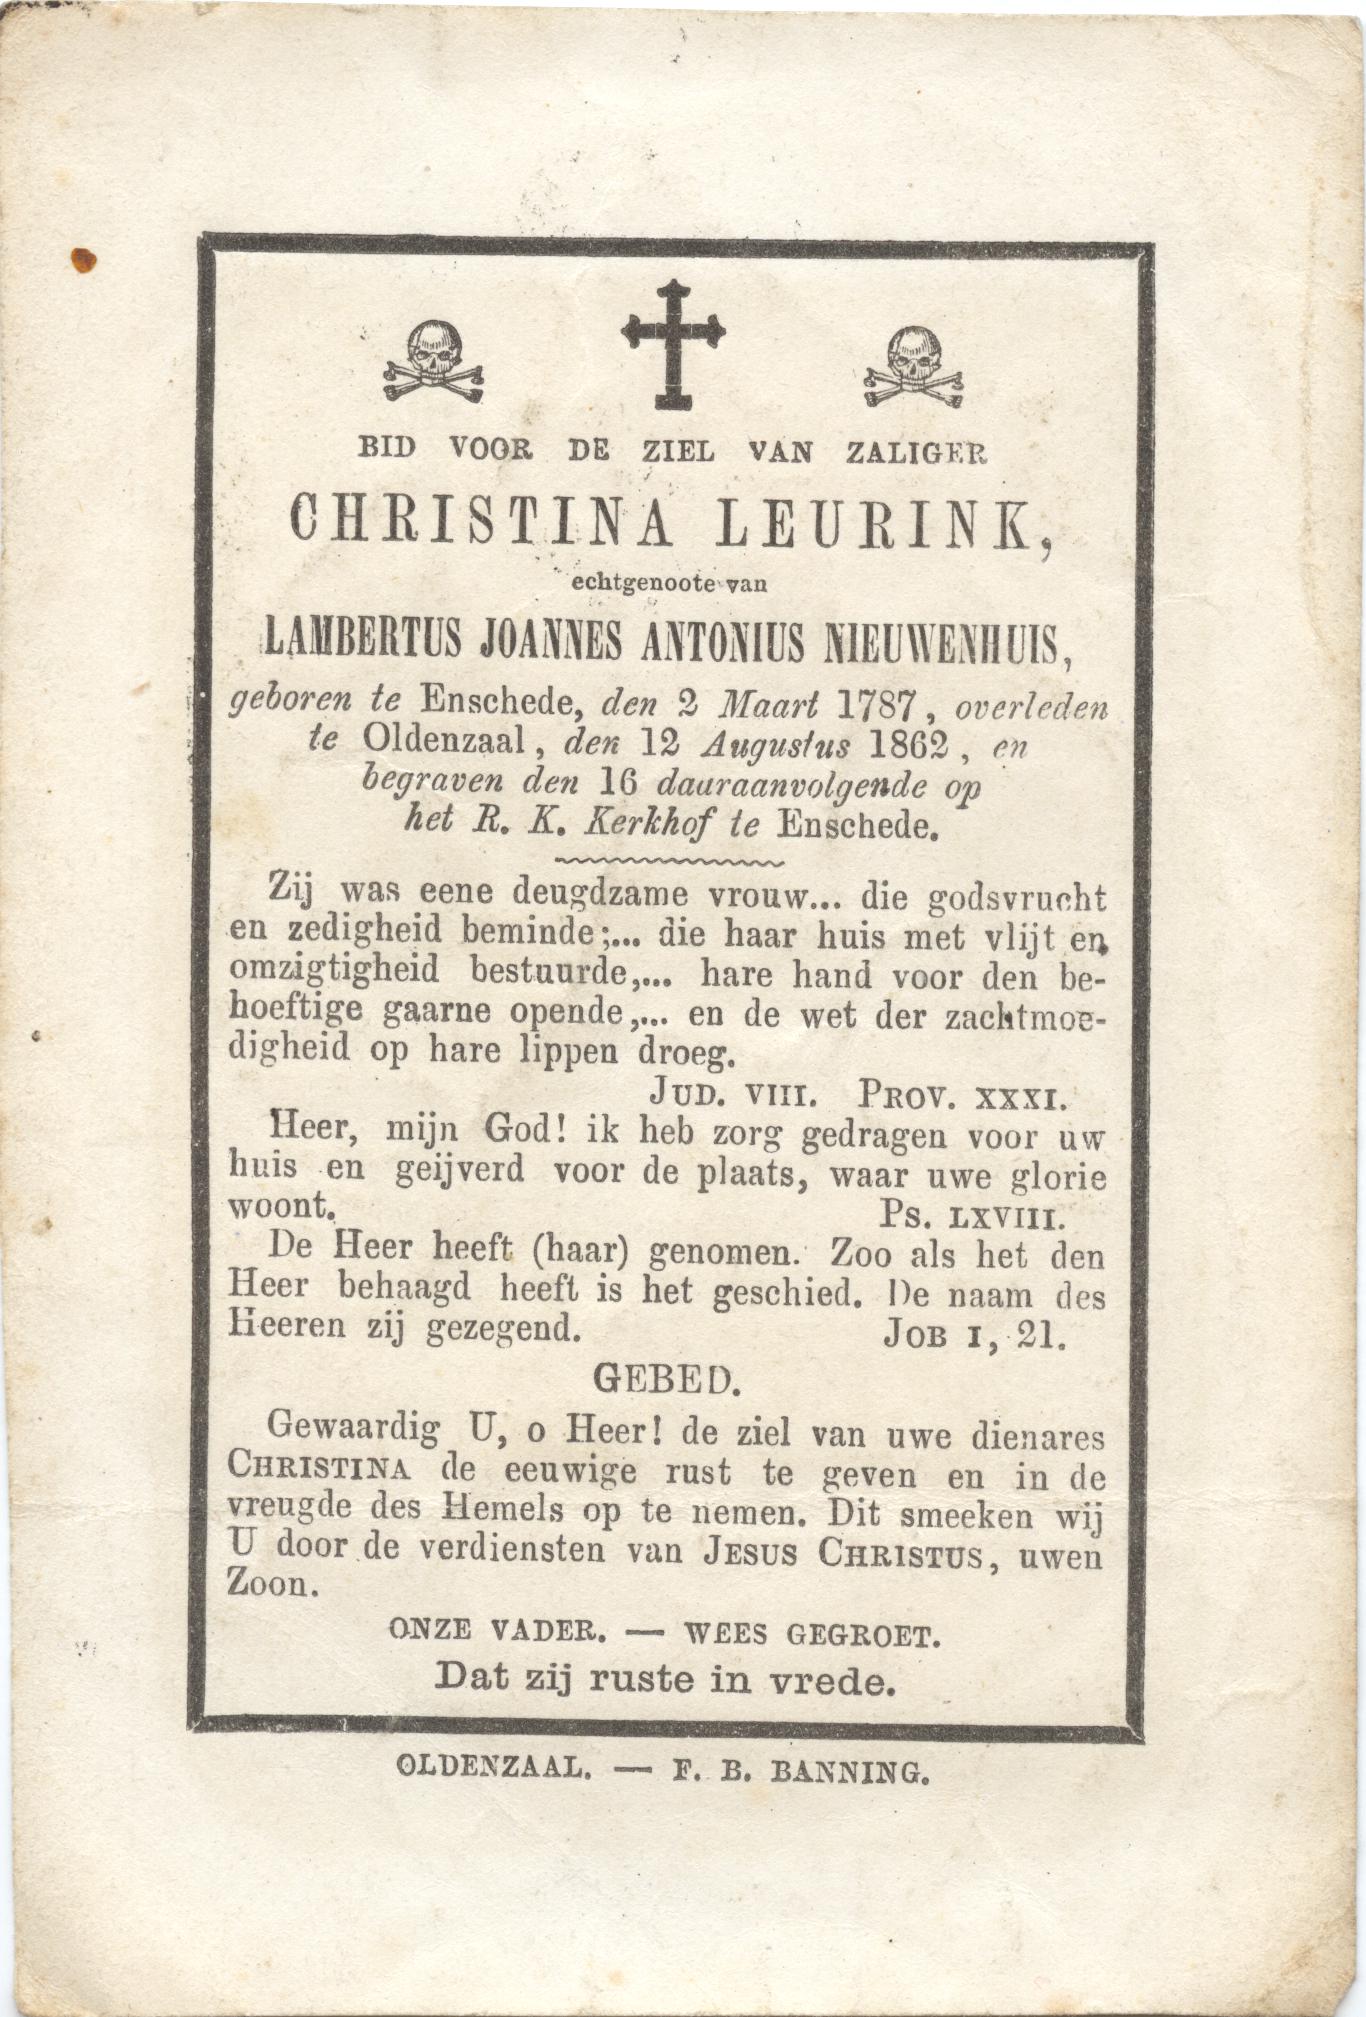 BID VOOR DE ZIEL VAN ZALIGER
CHRISTINA LEURINK,
echtgenoote van
LAMBERTUS JOANNES ANTONIUS NIEUWENHUIS,
geboren te Enschede, den 2 Maart 1787, overleden
te Oldenzaal, den 12 Augustus 1862, en
begraven den 16 daaraanvolgende op
het R. K. Kerkhof te Enschede.
Zij was eene deugdzame vrouw... die godsvrucht
en zedigheid beminde;... die haar huis met vlijt en
omzigtigheid bestuurde,... hare hand voor den be-
hoeftige gaarne opende,... en de wet der zachtmoe-
digheid op hare lippen droeg.
JUD. VIII. PROV. XXXI.
Heer, mijn God! ik heb zorg gedragen voor uw
huis en geijverd voor de plaats, waar uwe glorie
woont. Ps. LXVIII.
De Heer heeft (haar) genomen. Zoo als het den
Heer behaagd heeft is het geschied. De naam des
Heeren zij gezegend. JOB I, 21.
GEBED.
Gewaardig U, o Heer! de ziel van uwe dienares
CHRISTINA de eeuwige rust te geven en in de
vreugde des Hemels op te nemen. Dit smeeken wij
U door de verdiensten van JESUS CHRISTUS, uwen
Zoon.
ONZE VADER. — WEES GEGROET.
Dat zij ruste in vrede.
OLDENZAAL. — F. B. BANNING.